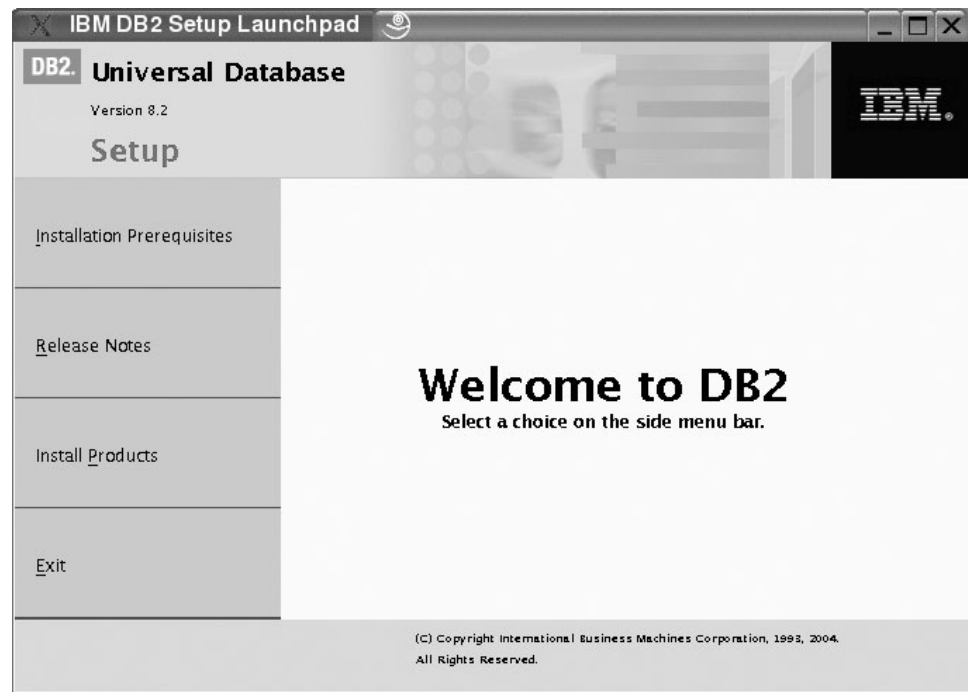 IBM DB2 Setup Launchpad
DB2. Universal Database
Version 8.2
Setup
IBM
Installation Prerequisites
Release Notes
Install Products
Exit
Welcome to DB2
Select a choice on the side menu bar.
(C) Copyright International Business Machines Corporation, 1993, 2004.
All Rights Reserved.